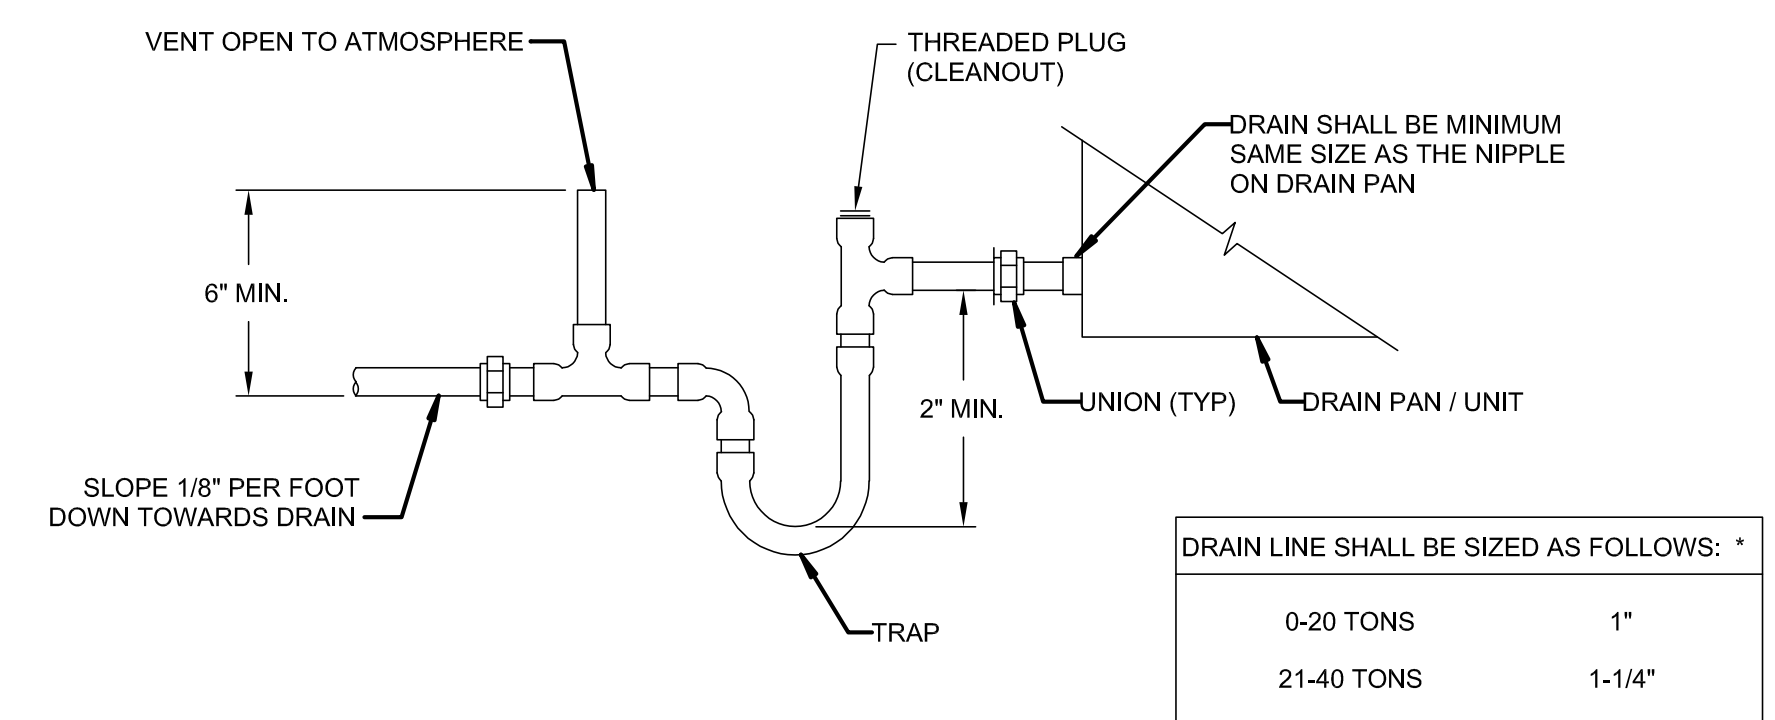 VENT OPEN TO ATMOSPHERE
THREADED PLUG
(CLEANOUT)
DRAIN SHALL BE MINIMUM
SAME SIZE AS THE NIPPLE
ON DRAIN PAN
6" MIN.
2" MIN.
UNION (TYP)
DRAIN PAN / UNIT
SLOPE 1/8" PER FOOT
DOWN TOWARDS DRAIN
TRAP
DRAIN LINE SHALL BE SIZED AS FOLLOWS: *
0-20 TONS 1"
21-40 TONS 1-1/4"